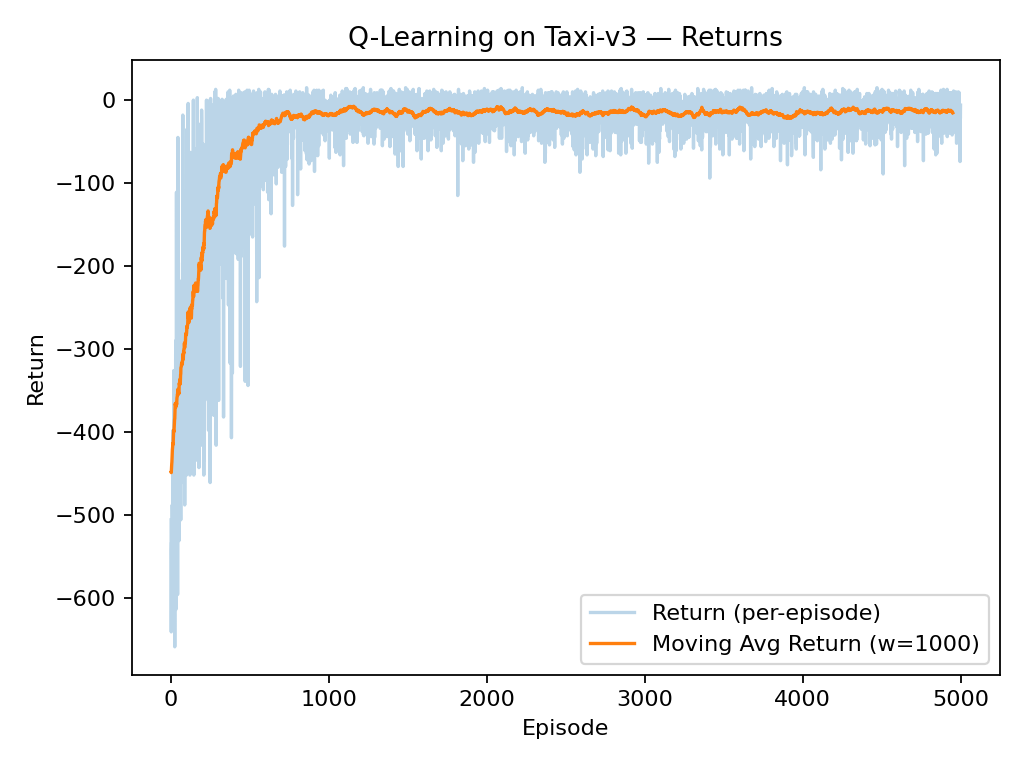 Q-Learning on Taxi-v3 — Returns
Return
0
−100
−200
−300
−400
−500
−600
0 1000 2000 3000 4000 5000
Episode
Return (per-episode)
Moving Avg Return (w=1000)